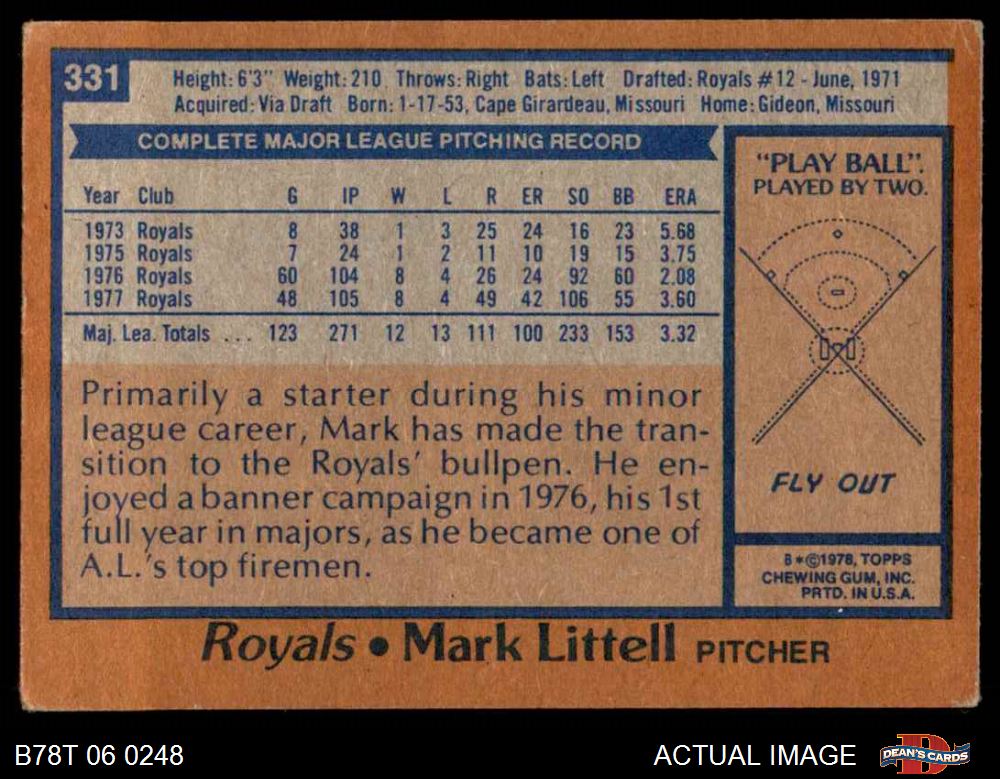 331
Height: 6'3" Weight: 210 Throws: Right Bats: Left Drafted: Royals #12 - June, 1971
Acquired: Via Draft Born: 1-17-53, Cape Girardeau, Missouri Home: Gideon, Missouri
COMPLETE MAJOR LEAGUE PITCHING RECORD
Year Club G IP W L R ER SO BB ERA
1973 Royals 8 38 1 3 25 24 16 23 5.68
1975 Royals 7 24 1 2 11 10 19 15 3.75
1976 Royals 60 104 8 4 26 24 92 60 2.08
1977 Royals 48 105 8 4 49 42 106 55 3.60
Maj. Lea. Totals ... 123 271 12 13 111 100 233 153 3.32
Primarily a starter during his minor
league career, Mark has made the tran-
sition to the Royals' bullpen. He en-
joyed a banner campaign in 1976, his 1st
full year in majors, as he became one of
A.L.'s top firemen.
"PLAY BALL".
PLAYED BY TWO.
FLY OUT
B*©1978, TOPPS
CHEWING GUM, INC.
PRTD. IN U.S.A.
Royals • Mark Littell PITCHER
B78T 06 0248
ACTUAL IMAGE
DEAN'S CARDS